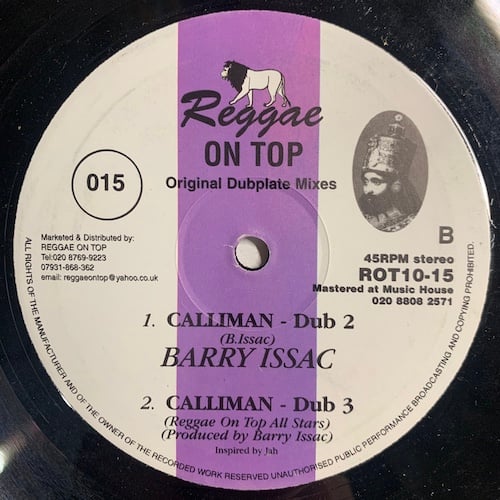 Reggae
ON TOP
Original Dubplate Mixes
015
B
Marketed & Distributed by:
REGGAE ON TOP
Tel:020 8769-9223
07931-868-362
email: reggaeontop@yahoo.co.uk
45RPM stereo
ROT10-15
Mastered at Music House
020 8808 2571
1. CALLIMAN - Dub 2
(B.Issac)
BARRY ISSAC
2. CALLIMAN - Dub 3
(Reggae On Top All Stars)
(Produced by Barry Issac)
Inspired by Jah
ALL RIGHTS OF THE MANUFACTURER AND OF THE OWNER OF THE RECORDED WORK RESERVED UNAUTHORISED PUBLIC PERFORMANCE BROADCASTING AND COPYING PROHIBITED.